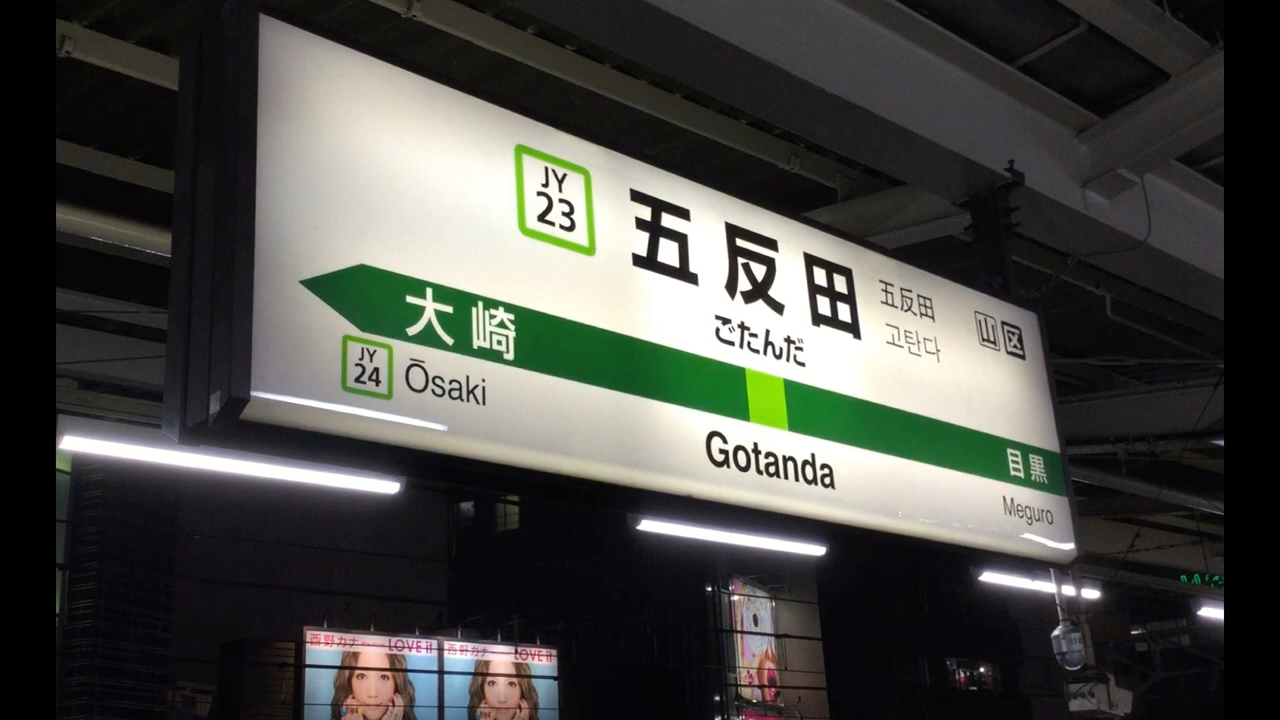 JY
23
五反田
五反田
고탄다
山 区
ごたんだ
大崎
目黒
JY
24
Ōsaki
Gotanda
Meguro
西野カナ LOVE it
西野カナ LOVE it